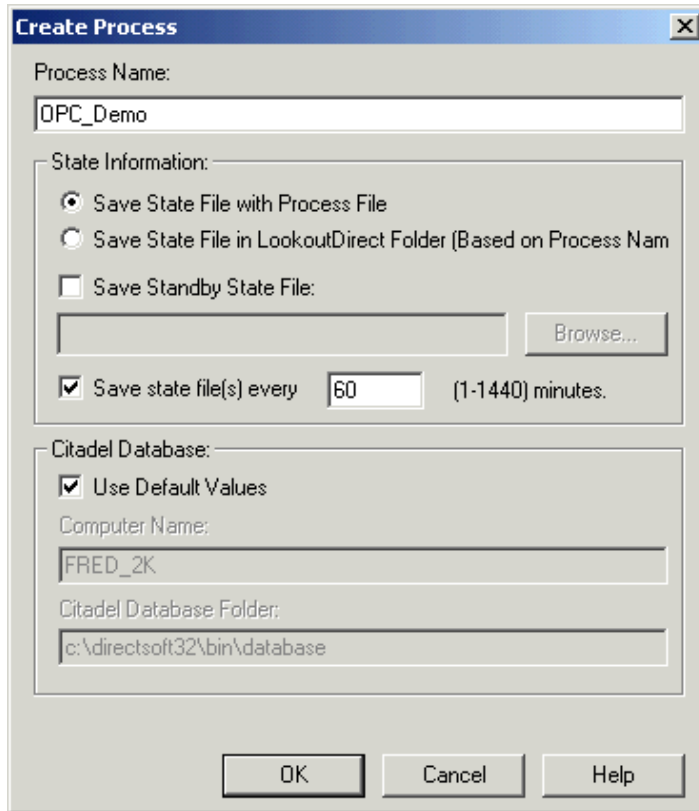 Create Process
Process Name:
OPC_Demo
State Information:
Save State File with Process File
Save State File in LookoutDirect Folder (Based on Process Nam
Save Standby State File:
Browse...
Save state file(s) every 60 (1-1440) minutes.
Citadel Database:
Use Default Values
Computer Name:
FRED_2K
Citadel Database Folder:
c:\directsoft32\bin\database
OK Cancel Help